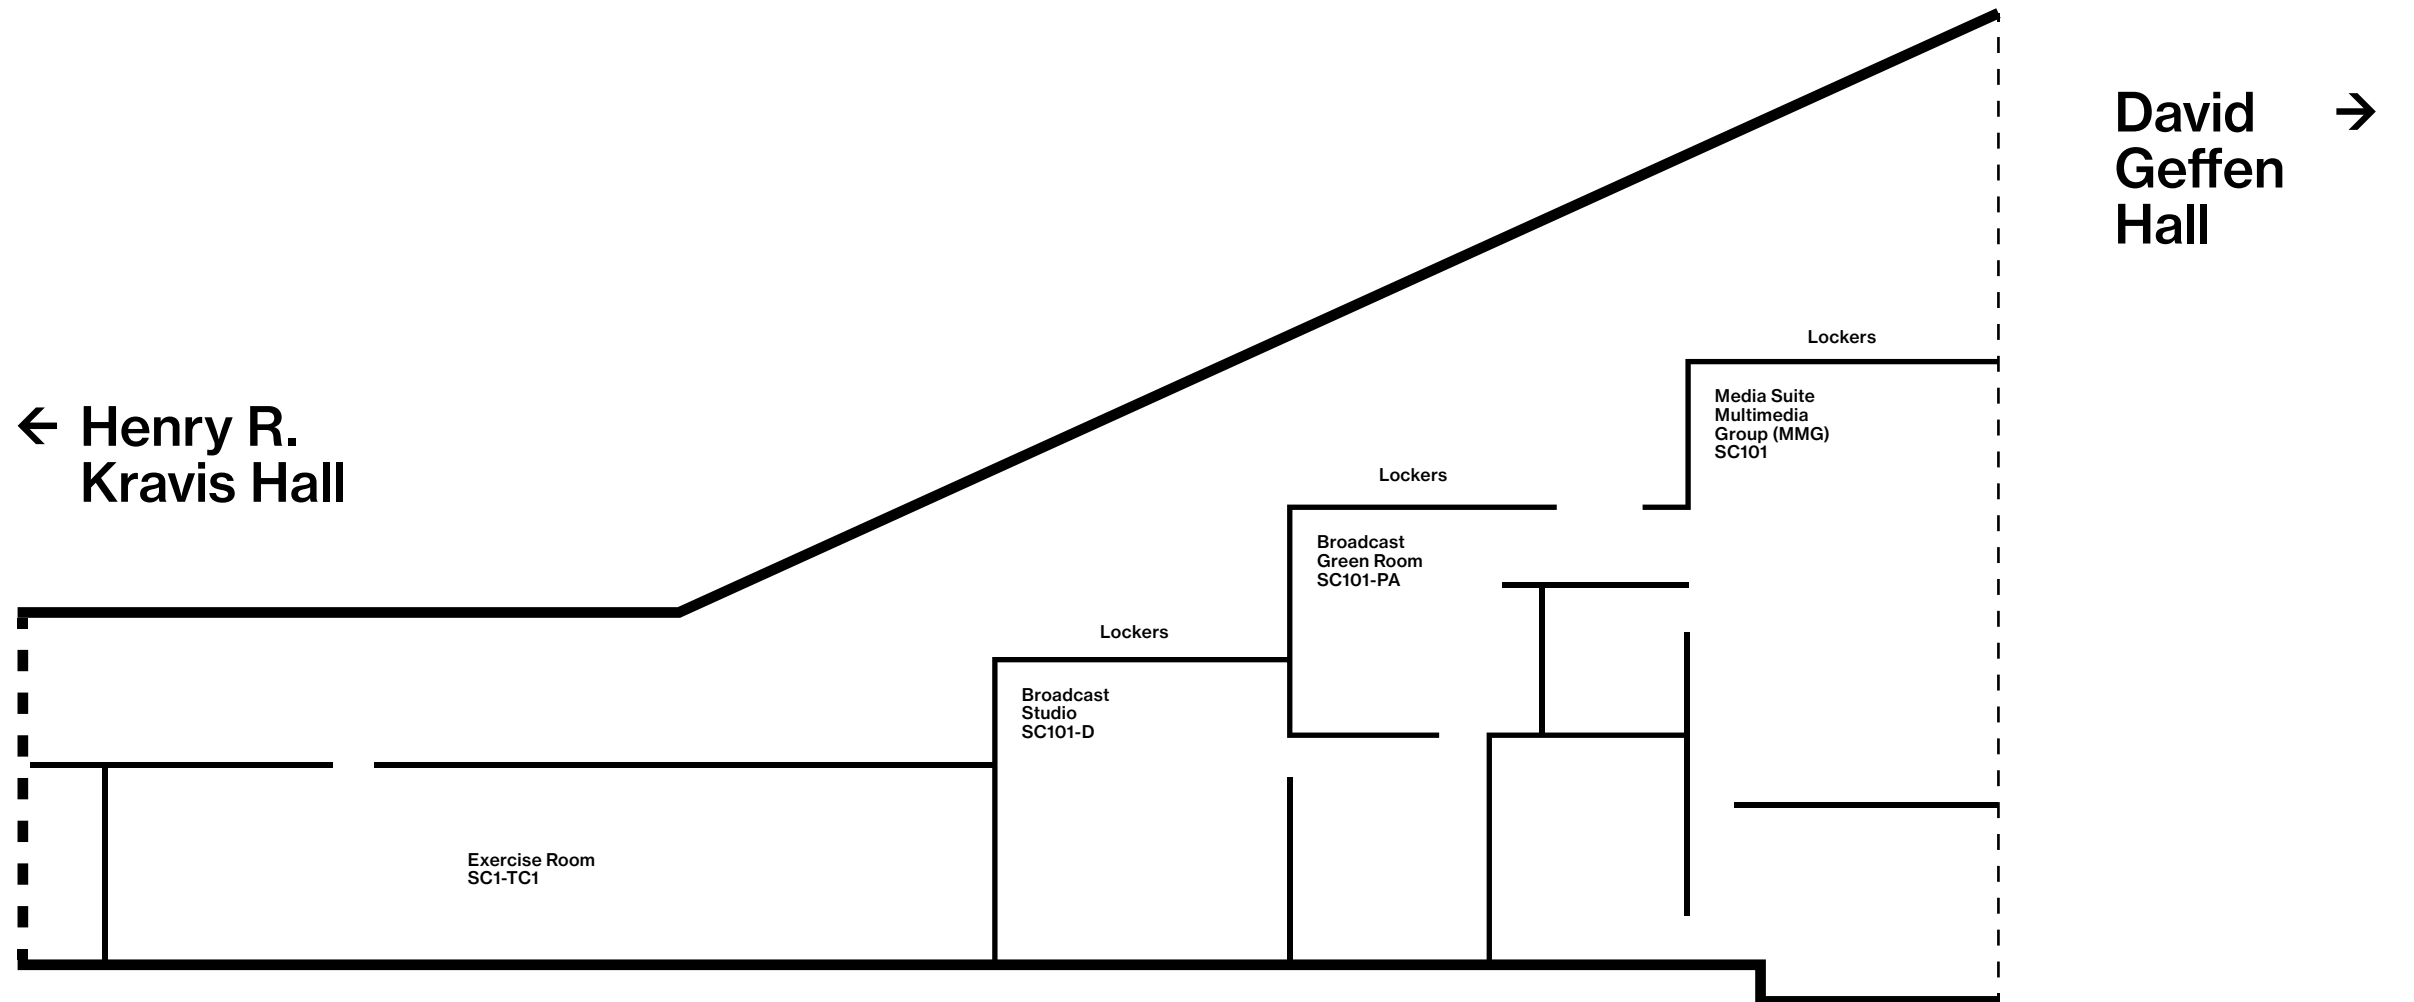 David →
Geffen
Hall
Lockers
Media Suite
Multimedia
Group (MMG)
SC101
← Henry R.
Kravis Hall
Lockers
Broadcast
Green Room
SC101-PA
Lockers
Broadcast
Studio
SC101-D
Exercise Room
SC1-TC1